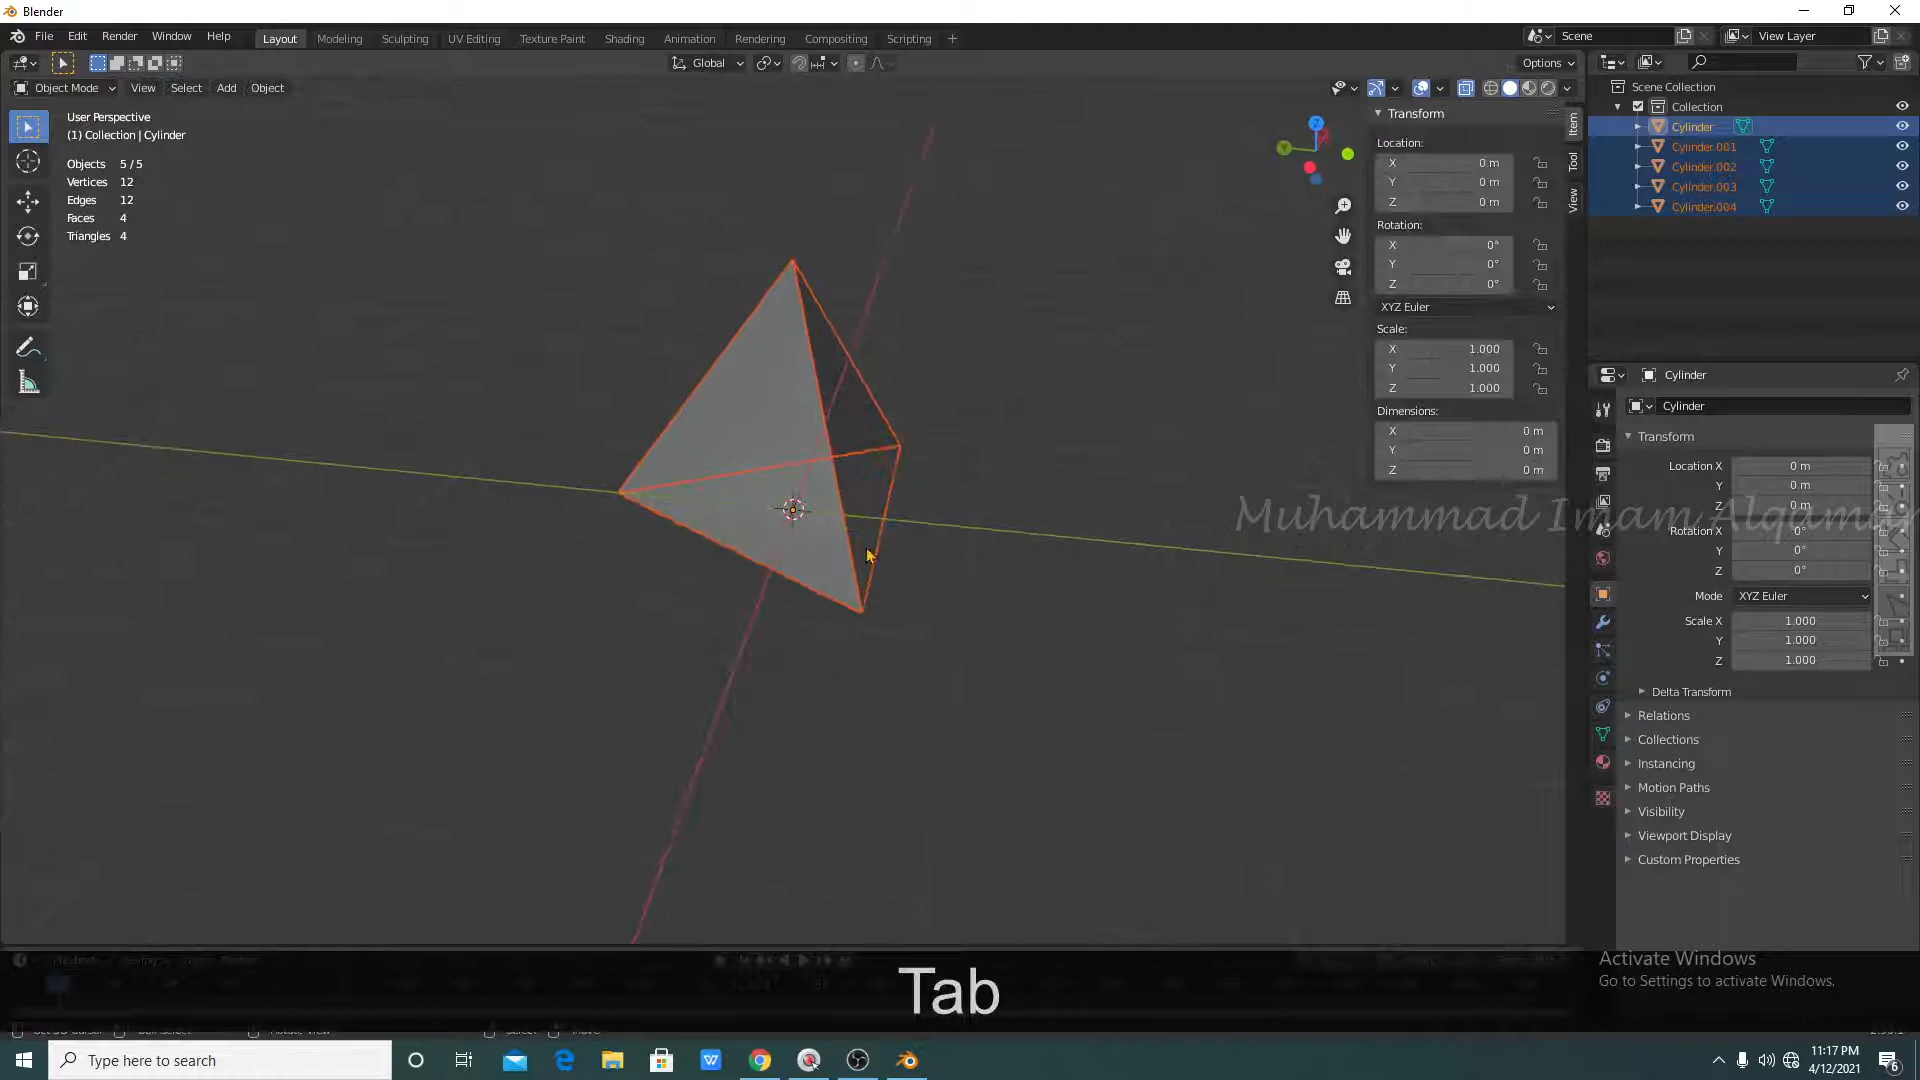 Blender
File Edit Render Window Help
Layout Modeling Sculpting UV Editing Texture Paint Shading Animation Rendering Compositing Scripting +
Scene
View Layer
Global
Options
Object Mode View Select Add Object
User Perspective
(1) Collection | Cylinder
Objects 5/5
Vertices 12
Edges 12
Faces 4
Triangles 4
Transform
Location:
X 0 m
Y 0 m
Z 0 m
Rotation:
X 0°
Y 0°
Z 0°
XYZ Euler
Scale:
X 1.000
Y 1.000
Z 1.000
Dimensions:
X 0 m
Y 0 m
Z 0 m
Item
Tool
View
Z
Y
Scene Collection
Collection
Cylinder
Cylinder.001
Cylinder.002
Cylinder.003
Cylinder.004
Cylinder
Cylinder
Transform
Location X 0 m
Y 0 m
Z 0 m
Rotation X 0°
Y 0°
Z 0°
Mode XYZ Euler
Scale X 1.000
Y 1.000
Z 1.000
Delta Transform
Relations
Collections
Instancing
Motion Paths
Visibility
Viewport Display
Custom Properties
Muhammad Imam Alqamar
Tab
Activate Windows
Go to Settings to activate Windows.
Type here to search
11:17 PM
4/12/2021
6